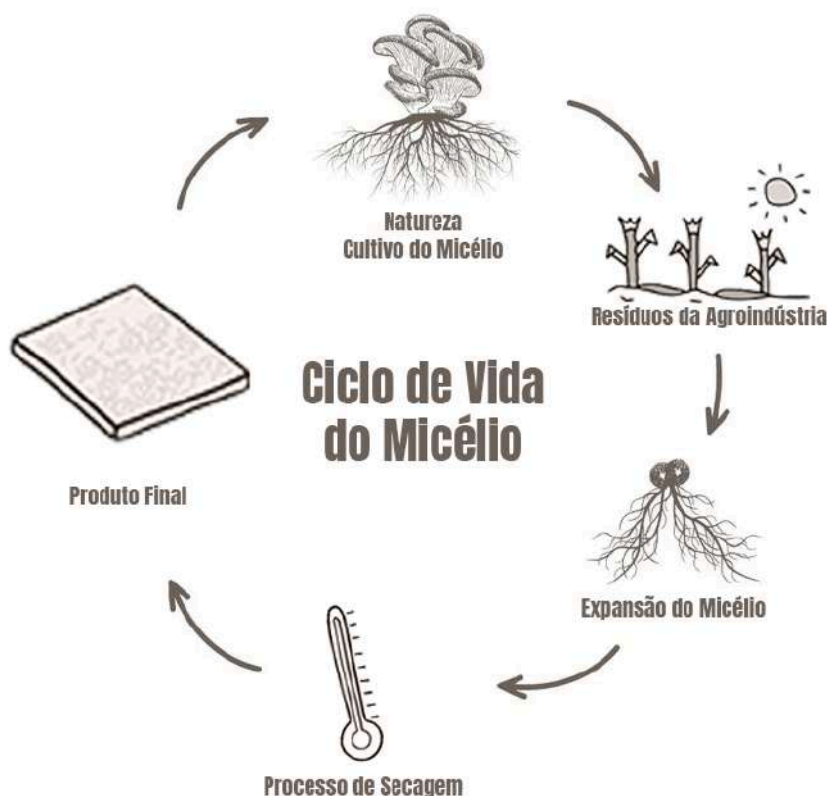 Natureza
Cultivo do Micélio
Resíduos da Agroindústria
Ciclo de Vida
do Micélio
Produto Final
Expansão do Micélio
Processo de Secagem